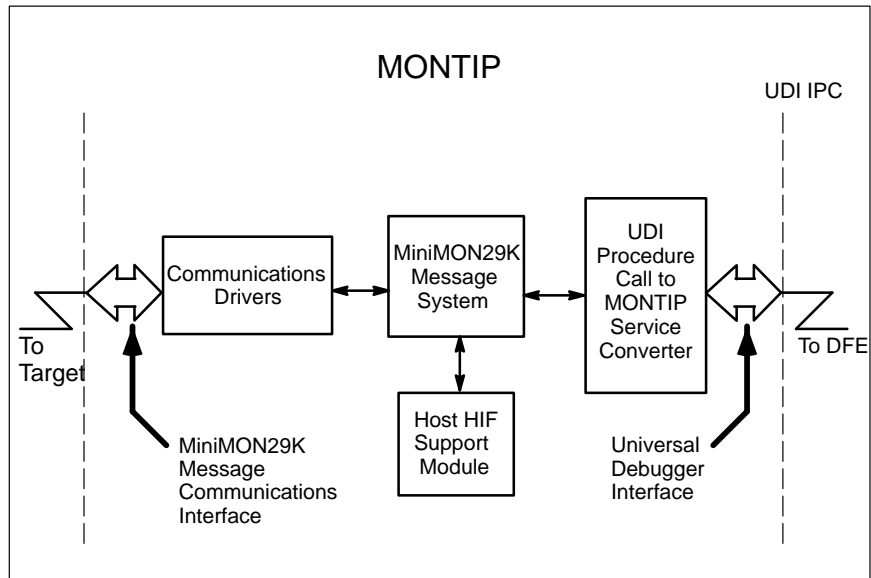 MONTIP
UDI IPC
Communications
Drivers
MiniMON29K
Message
System
UDI
Procedure
Call to
MONTIP
Service
Converter
To
Target
To DFE
Host HIF
Support
Module
MiniMON29K
Message
Communications
Interface
Universal
Debugger
Interface